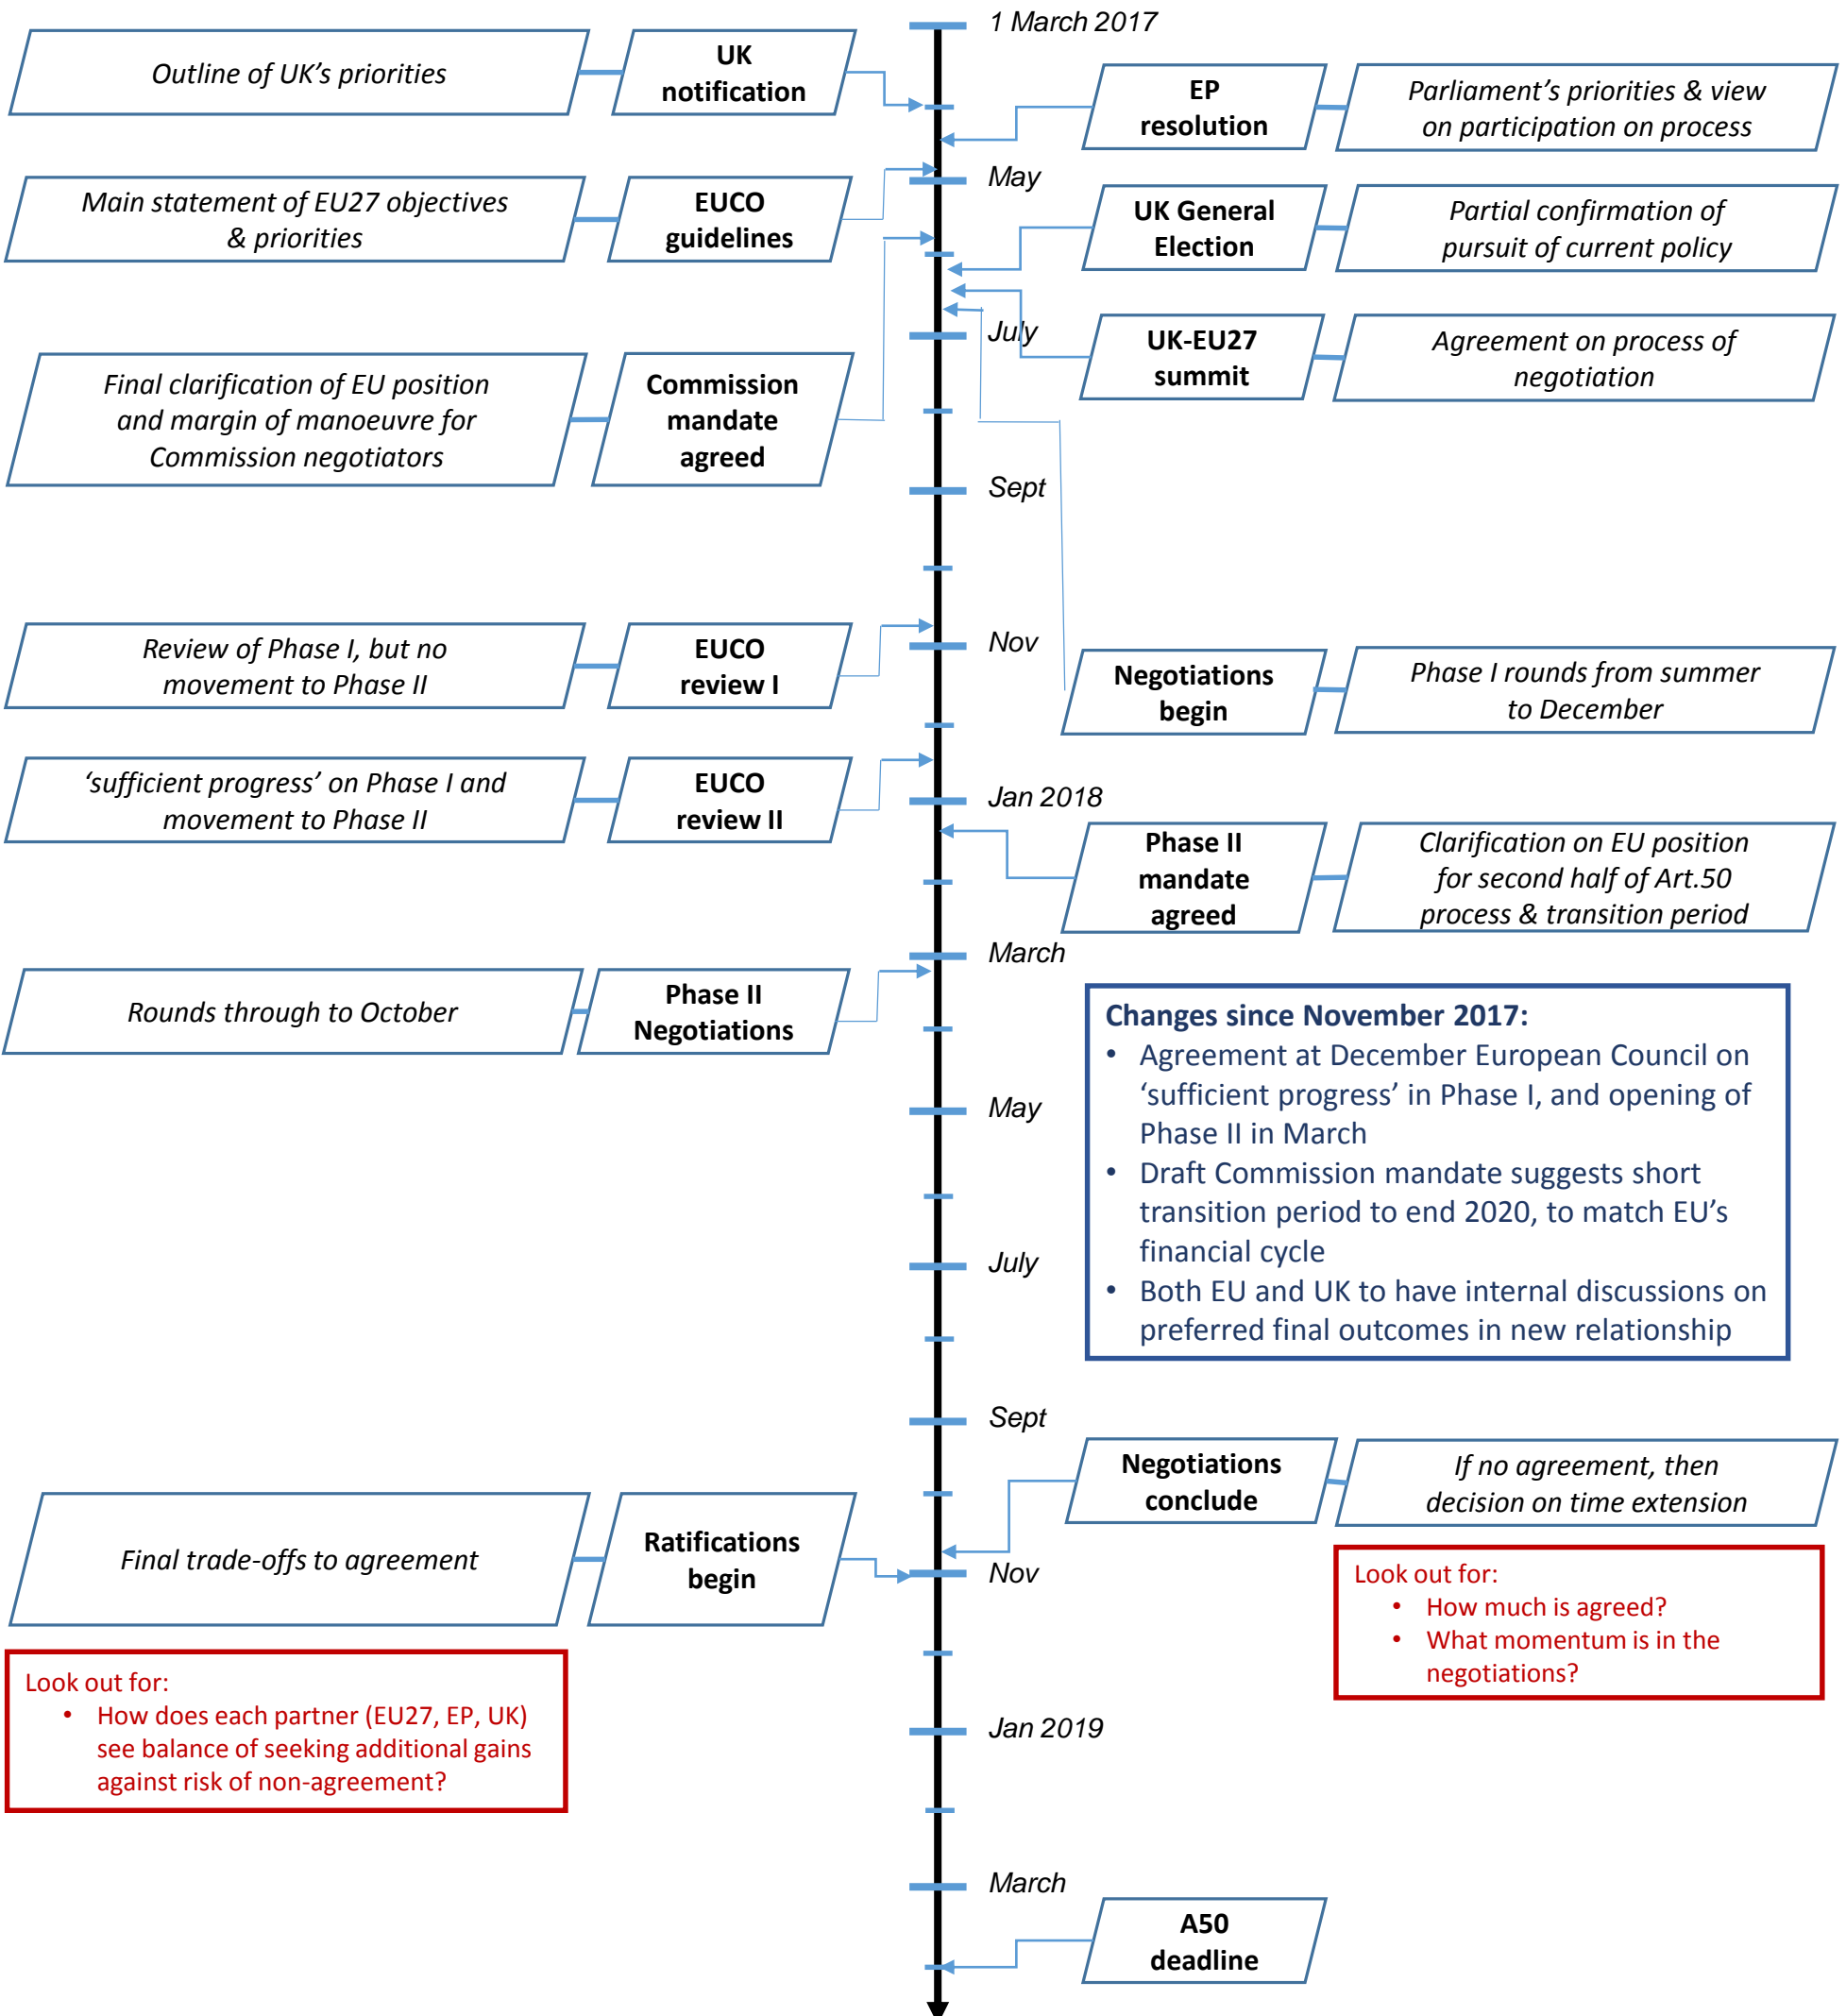 1 March 2017
Outline of UK's priorities
UK
notification
EP
resolution
Parliament's priorities & view
on participation on process
May
Main statement of EU27 objectives
& priorities
EUCO
guidelines
UK General
Election
Partial confirmation of
pursuit of current policy
July
UK-EU27
summit
Agreement on process of
negotiation
Final clarification of EU position
and margin of manoeuvre for
Commission negotiators
Commission
mandate
agreed
Sept
Nov
Review of Phase I, but no
movement to Phase II
EUCO
review I
Negotiations
begin
Phase I rounds from summer
to December
‘sufficient progress’ on Phase I and
movement to Phase II
EUCO
review II
Jan 2018
Phase II
mandate
agreed
Clarification on EU position
for second half of Art.50
process & transition period
March
Rounds through to October
Phase II
Negotiations
Changes since November 2017:
• Agreement at December European Council on
‘sufficient progress’ in Phase I, and opening of
Phase II in March
• Draft Commission mandate suggests short
transition period to end 2020, to match EU's
financial cycle
• Both EU and UK to have internal discussions on
preferred final outcomes in new relationship
May
July
Sept
Negotiations
conclude
If no agreement, then
decision on time extension
Final trade-offs to agreement
Ratifications
begin
Nov
Look out for:
• How much is agreed?
• What momentum is in the
negotiations?
Look out for:
• How does each partner (EU27, EP, UK)
see balance of seeking additional gains
against risk of non-agreement?
Jan 2019
March
A50
deadline